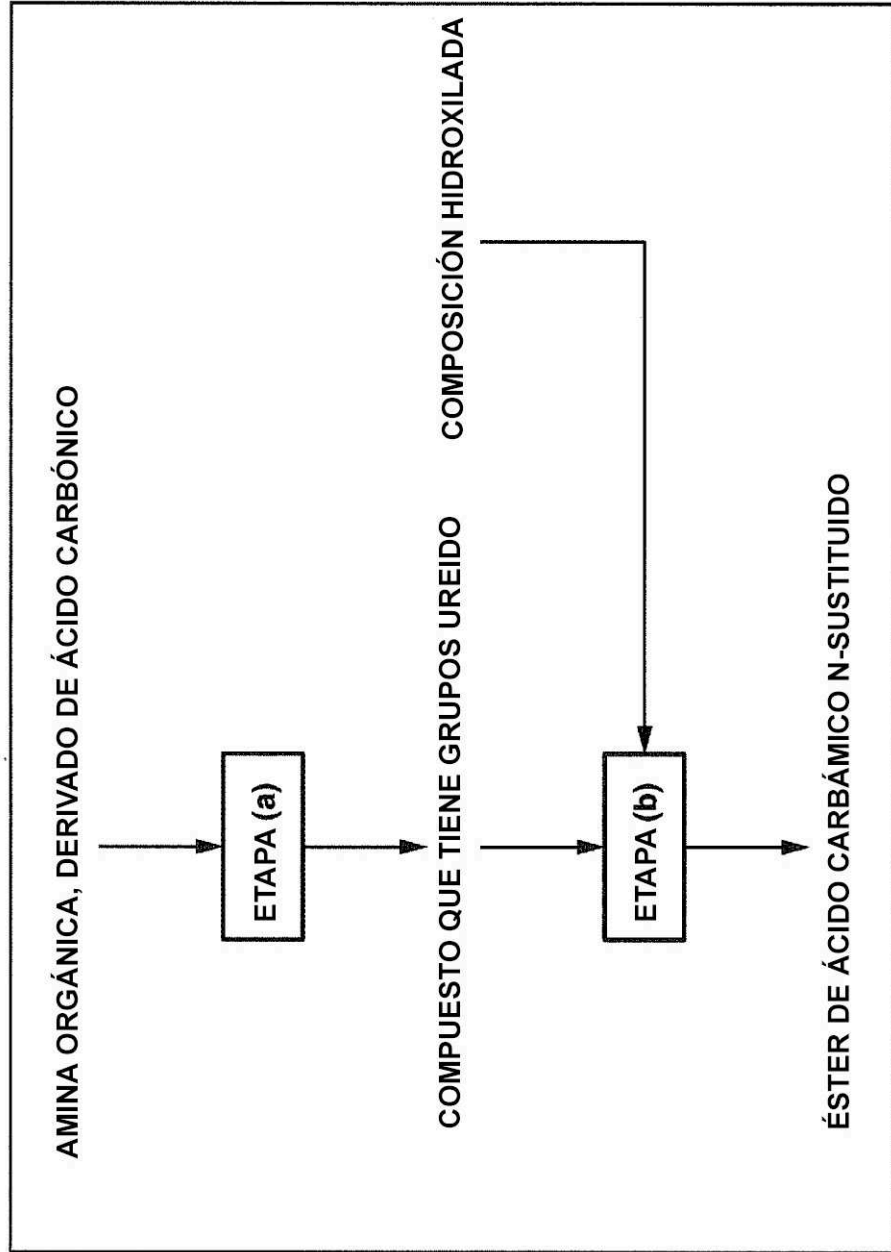 AMINA ORGÁNICA, DERIVADO DE ÁCIDO CARBÓNICO
ETAPA (a)
COMPUESTO QUE TIENE GRUPOS UREIDO
COMPOSICIÓN HIDROXILADA
ETAPA (b)
ÉSTER DE ÁCIDO CARBÁMICO N-SUSTITUIDO